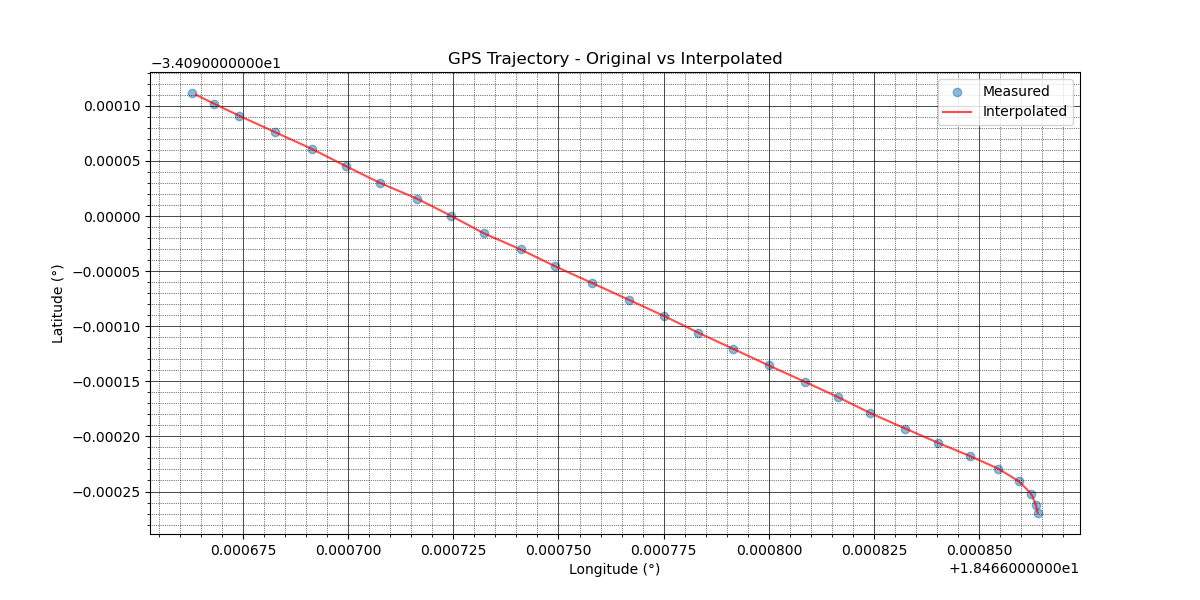 GPS Trajectory - Original vs Interpolated
−3.4090000000e1
Measured
Interpolated
0.00010
0.00005
0.00000
−0.00005
−0.00010
−0.00015
−0.00020
−0.00025
Latitude (°)
0.000675 0.000700 0.000725 0.000750 0.000775 0.000800 0.000825 0.000850
Longitude (°)
+1.8466000000e1